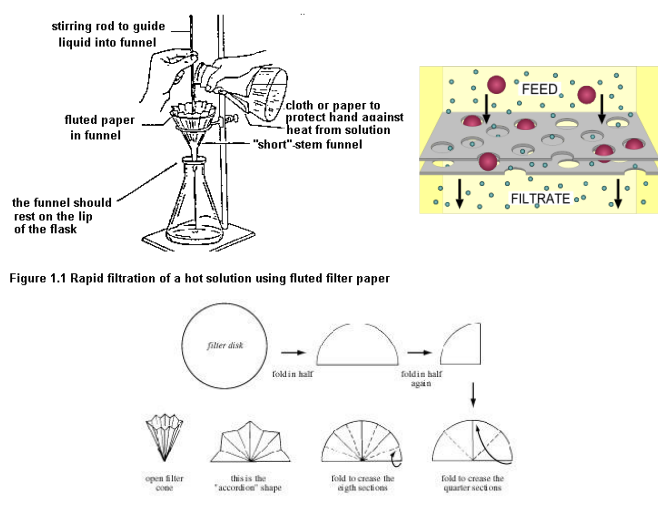 stirring rod to guide
liquid into funnel
cloth or paper to
protect hand against
heat from solution
fluted paper
in funnel
"short"-stem funnel
the funnel should
rest on the lip
of the flask
FEED
FILTRATE
Figure 1.1 Rapid filtration of a hot solution using fluted filter paper
filter disk
fold in half
fold in half
again
open filter
cone
this is the
"accordion" shape
fold to crease the
eigth sections
fold to crease the
quarter sections